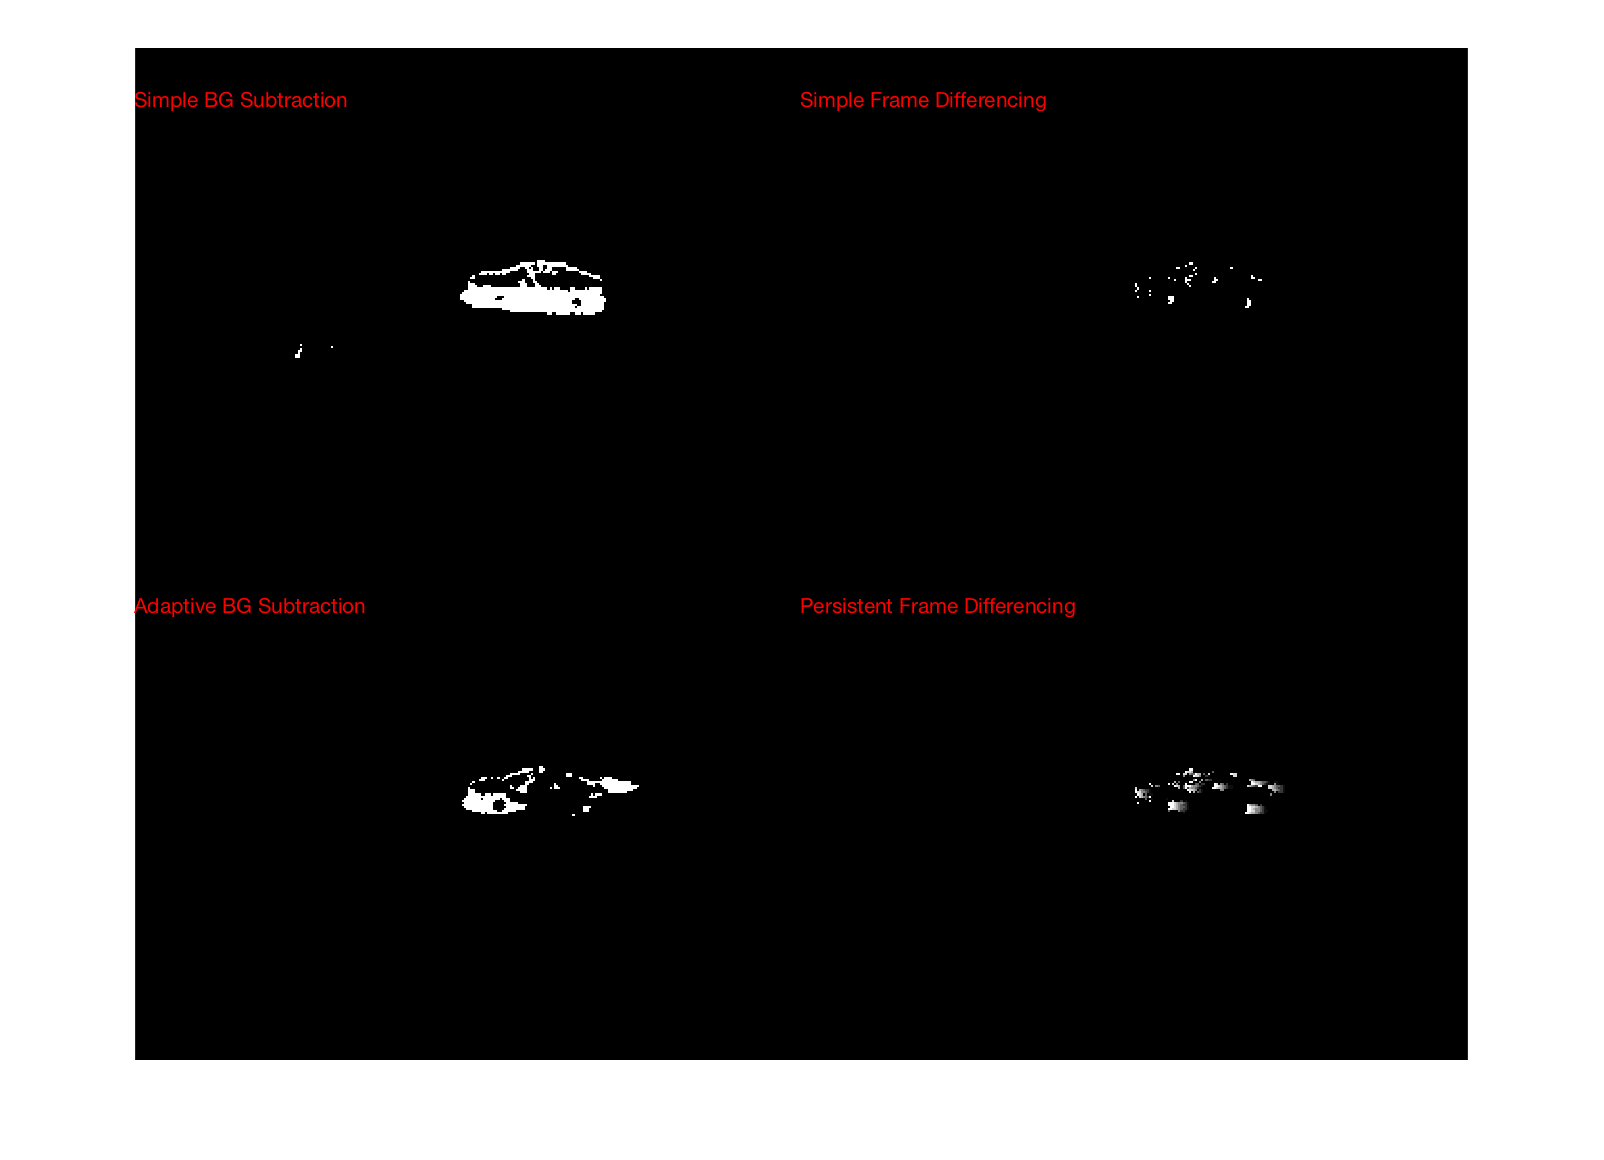 Simple BG Subtraction
Simple Frame Differencing
Adaptive BG Subtraction
Persistent Frame Differencing